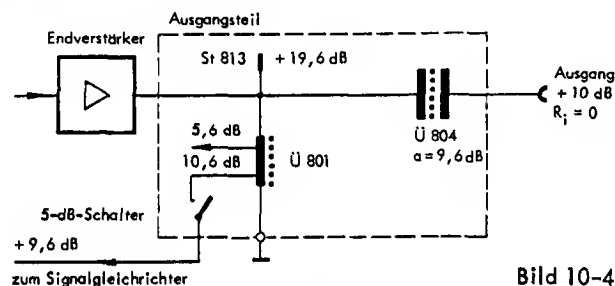 Ausgangsteil
Endverstärker
St 813
+ 19,6 dB
Ausgang
+ 10 dB
R_i = 0
Ü 804
a = 9,6 dB
5,6 dB
10,6 dB
Ü 801
5-dB-Schalter
+ 9,6 dB
zum Signalgleichrichter
Bild 10-4